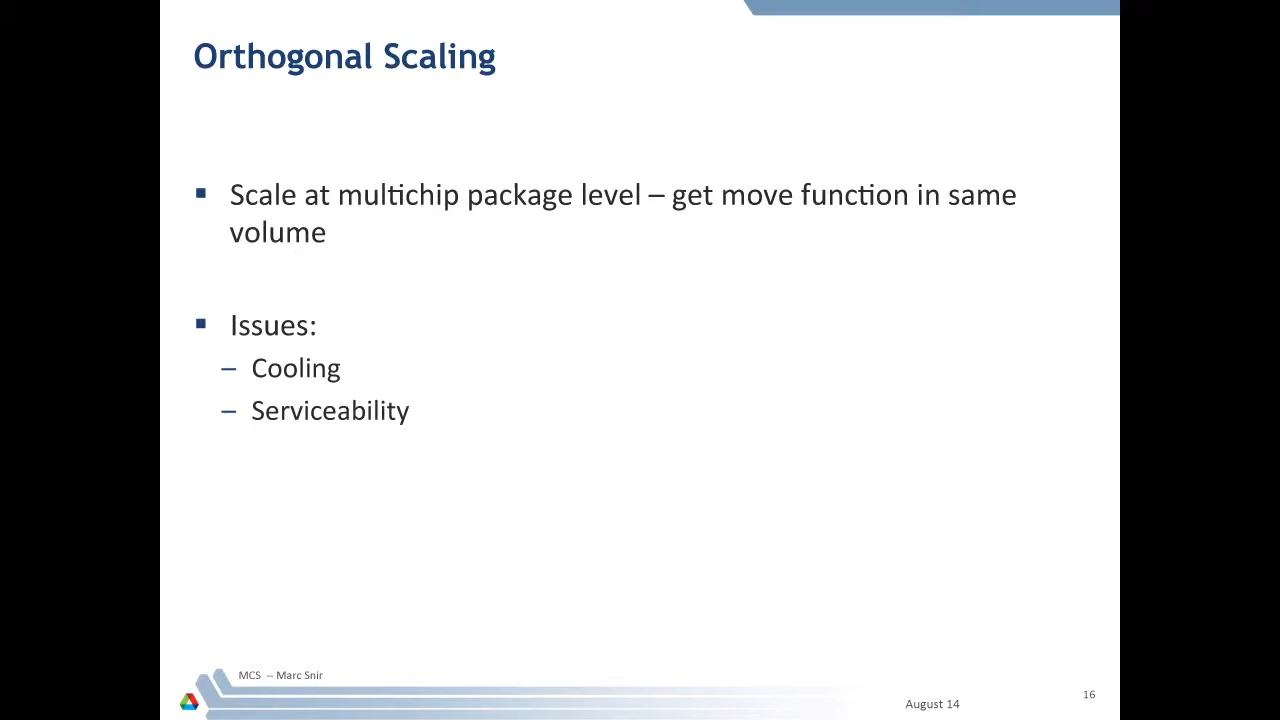 Orthogonal Scaling
Scale at multichip package level – get move function in same
volume
Issues:
– Cooling
– Serviceability
MCS -- Marc Snir
August 14
16